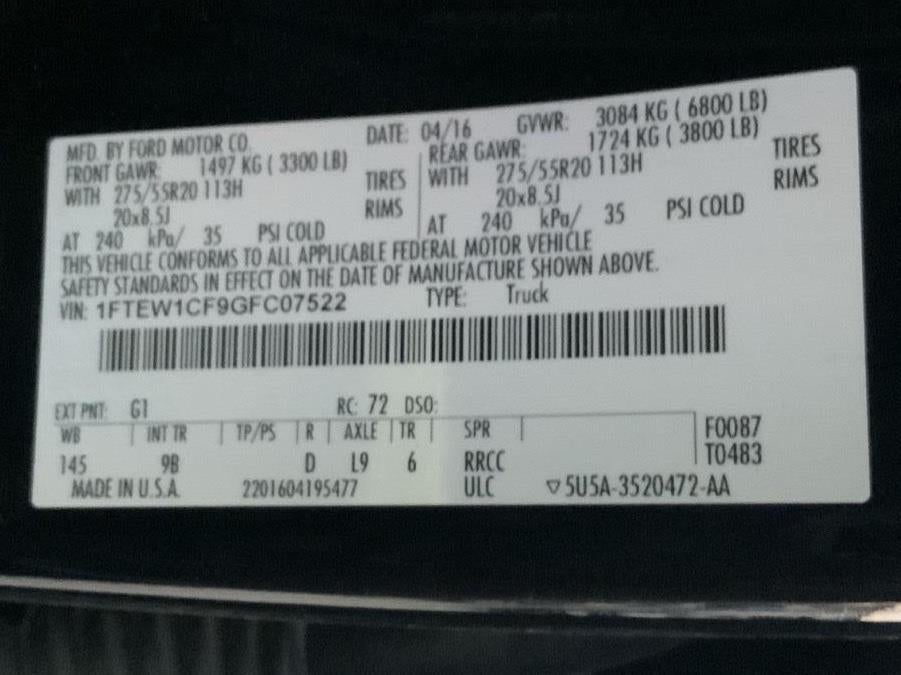 MFD. BY FORD MOTOR CO. DATE: 04/16 GVWR: 3084 KG ( 6800 LB)
FRONT GAWR: 1497 KG ( 3300 LB) REAR GAWR: 1724 KG ( 3800 LB)
WITH 275/55R20 113H TIRES WITH 275/55R20 113H TIRES
20x8.5J RIMS 20x8.5J RIMS
AT 240 kPa/ 35 PSI COLD AT 240 kPa/ 35 PSI COLD
THIS VEHICLE CONFORMS TO ALL APPLICABLE FEDERAL MOTOR VEHICLE
SAFETY STANDARDS IN EFFECT ON THE DATE OF MANUFACTURE SHOWN ABOVE.
VIN: 1FTEW1CF9GFC07522 TYPE: Truck
EXT PNT: G1 RC: 72 DSO:
WB INT TR TP/PS R AXLE TR SPR F0087
145 9B D L9 6 RRCC T0483
MADE IN U.S.A. 2201604195477 ULC ▽5U5A-3520472-AA